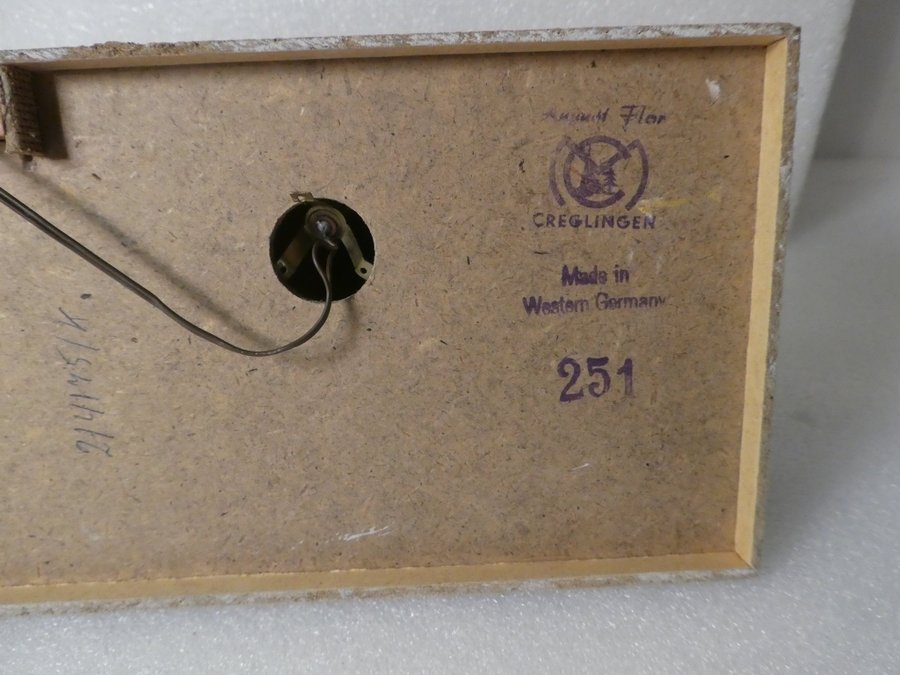 August Flor
CREGLINGEN
Made in
Western Germany
251